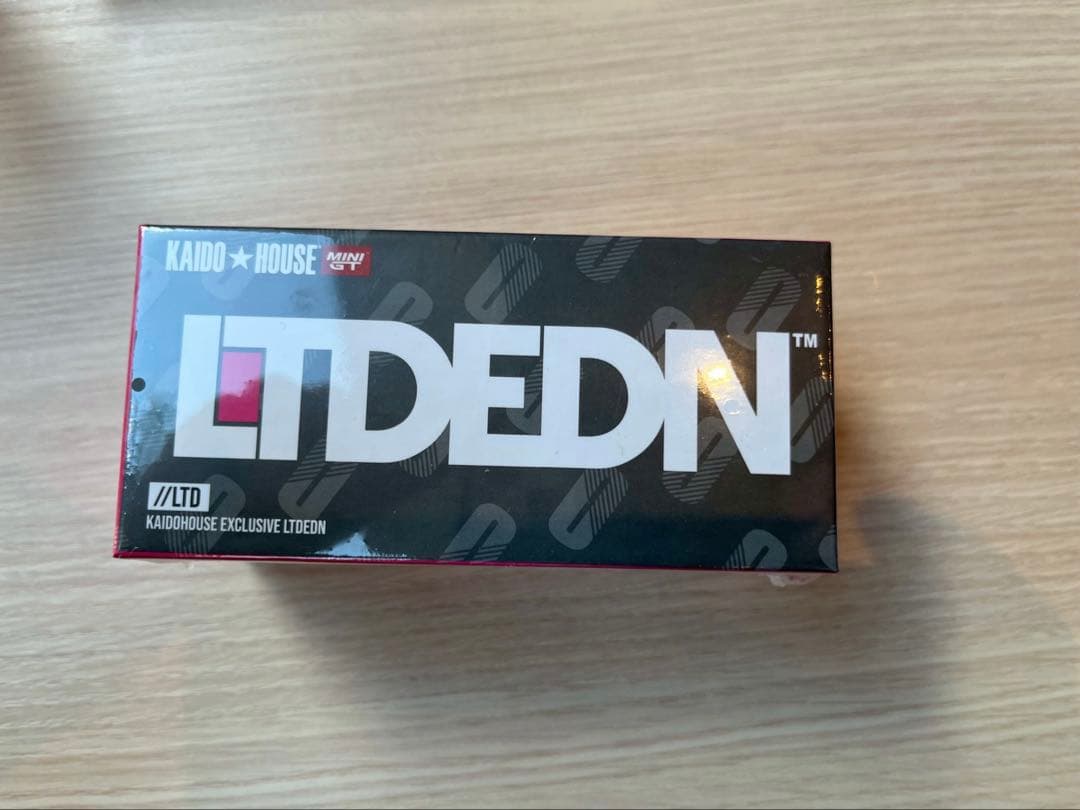 KAIDO★HOUSE MINI GT
LTDEDN™
//LTD
KAIDOHOUSE EXCLUSIVE LTDEDN